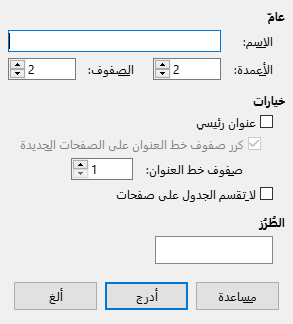 عامّ
الاسم:
الأعمدة: 2 الصفوف: 2
خيارات
عنوان رئيسي
كرر صفوف خط العنوان على الصفحات الجديدة
صفوف خط العنوان: 1
لا تقسم الجدول على صفحات
الطُرُز
مساعدة أدرج ألغ